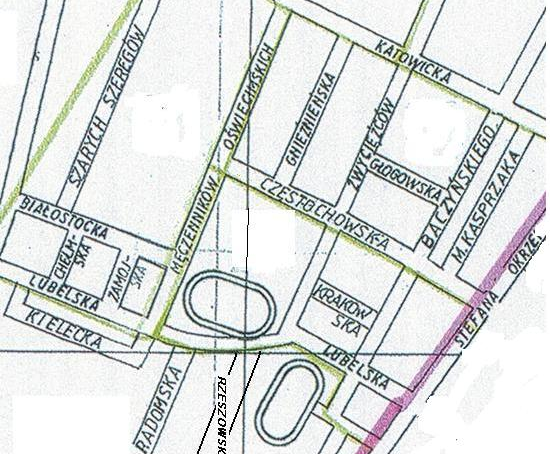 KATOWICKA
SZARYCH SZEREGÓW
OŚWIĘCIMSKICH
GNIEŹNIEŃSKA
ZWYCIĘZCÓW
GŁOGOWSKA
BACZYŃSKIEGO
M. KASPRZAKA
MĘCZENNIKÓW
CZĘSTOCHOWSKA
BIAŁOSTOCKA
CHEŁM-
SKA
ZAMOJ-
SKA
LUBELSKA
KIELECKA
KRAKOW
SKA
LUBELSKA
STEFANA OKRZEI
RADOMSKA
RZESZOWSK